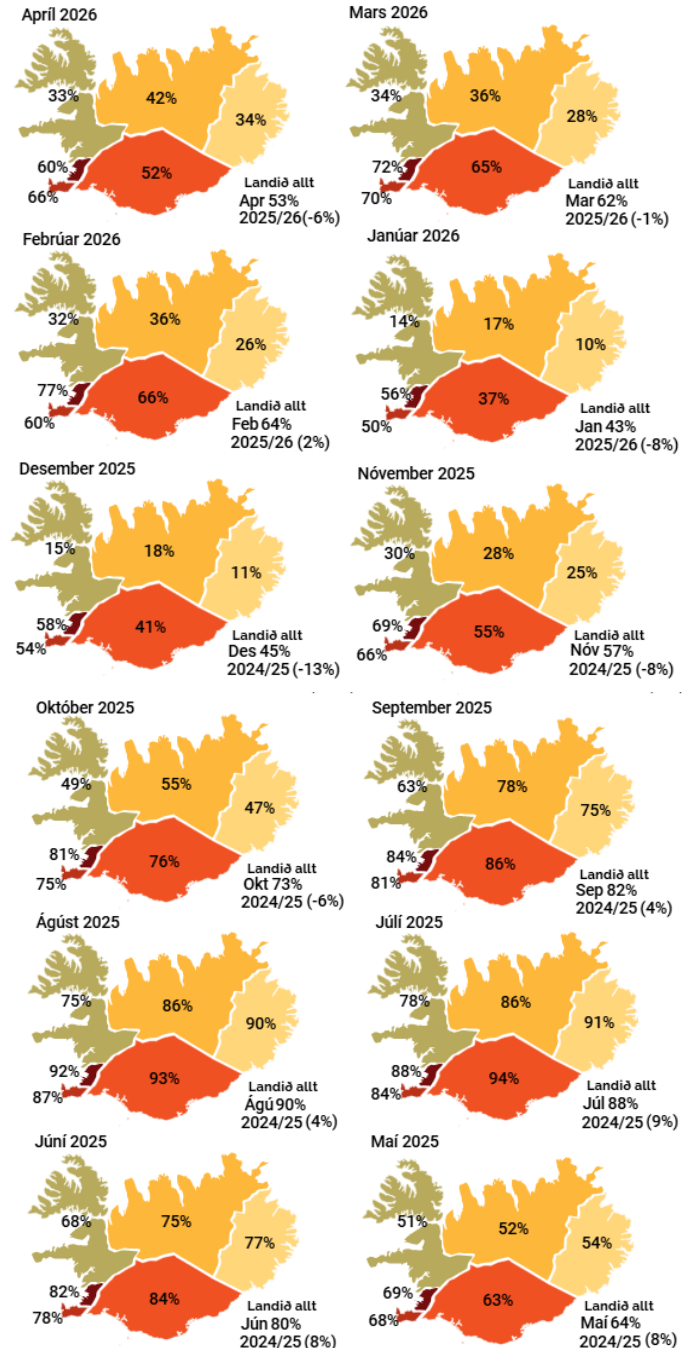 Apríl 2026
33%
42%
34%
60%
52%
66%
Landið allt
Apr 53%
2025/26 (-6%)
Mars 2026
34%
36%
28%
72%
65%
70%
Landið allt
Mar 62%
2025/26 (-1%)
Febrúar 2026
32%
36%
26%
77%
66%
60%
Landið allt
Feb 64%
2025/26 (2%)
Janúar 2026
14%
17%
10%
56%
37%
50%
Landið allt
Jan 43%
2025/26 (-8%)
Desember 2025
15%
18%
11%
58%
41%
54%
Landið allt
Des 45%
2024/25 (-13%)
Nóvember 2025
30%
28%
25%
69%
55%
66%
Landið allt
Nóv 57%
2024/25 (-8%)
Október 2025
49%
55%
47%
81%
76%
75%
Landið allt
Okt 73%
2024/25 (-6%)
September 2025
63%
78%
75%
84%
86%
81%
Landið allt
Sep 82%
2024/25 (4%)
Ágúst 2025
75%
86%
90%
92%
93%
87%
Landið allt
Ágú 90%
2024/25 (4%)
Júlí 2025
78%
86%
91%
88%
94%
84%
Landið allt
Júl 88%
2024/25 (9%)
Júní 2025
68%
75%
77%
82%
84%
78%
Landið allt
Jún 80%
2024/25 (8%)
Maí 2025
51%
52%
54%
69%
63%
68%
Landið allt
Maí 64%
2024/25 (8%)